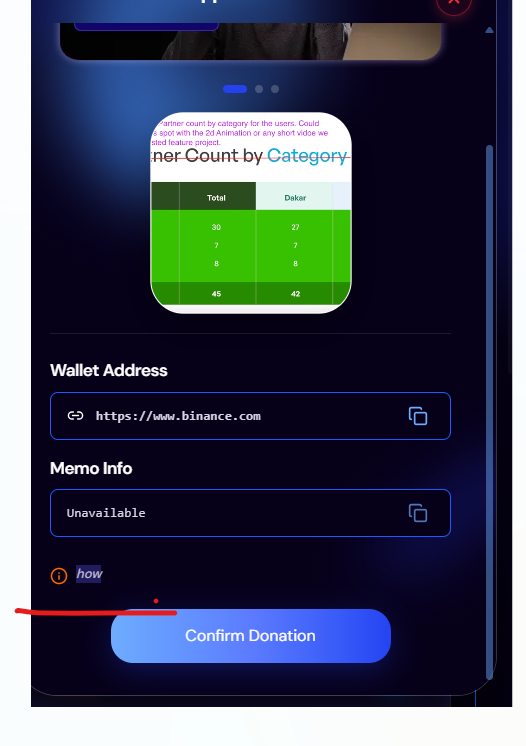 Partner count by category for the users. Could
s spot with the 2d Animation or any short vidoe we
sted feature project.
ner Count by Category
Total Dakar
30 27
7 7
8 8
45 42
Wallet Address
https://www.binance.com
Memo Info
Unavailable
how
Confirm Donation